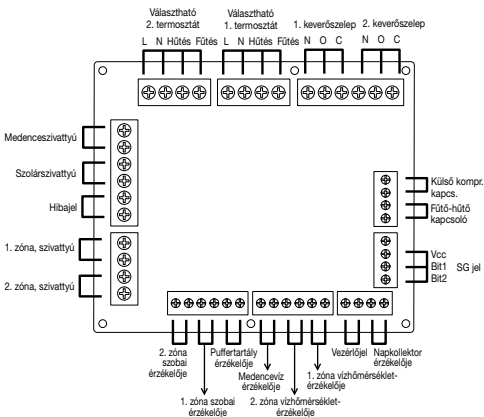 Választható
2. termosztát
Választható
1. termosztát
1. keverőszelep
2. keverőszelep
L N Hűtés Fűtés
L N Hűtés Fűtés
N O C
N O C
Medenceszivattyú
Szolárszivattyú
Hibajel
1. zóna, szivattyú
2. zóna, szivattyú
Külső kompr.
kapcs.
Fűtő-hűtő
kapcsoló
Vcc
Bit1
Bit2
SG jel
2. zóna
szobai
érzékelője
Puffertartály
érzékelője
Medencevíz
érzékelője
Vezérlőjel
Napkollektor
érzékelője
1. zóna vízhőmérséklet-
érzékelője
1. zóna szobai
érzékelője
2. zóna vízhőmérséklet-
érzékelője